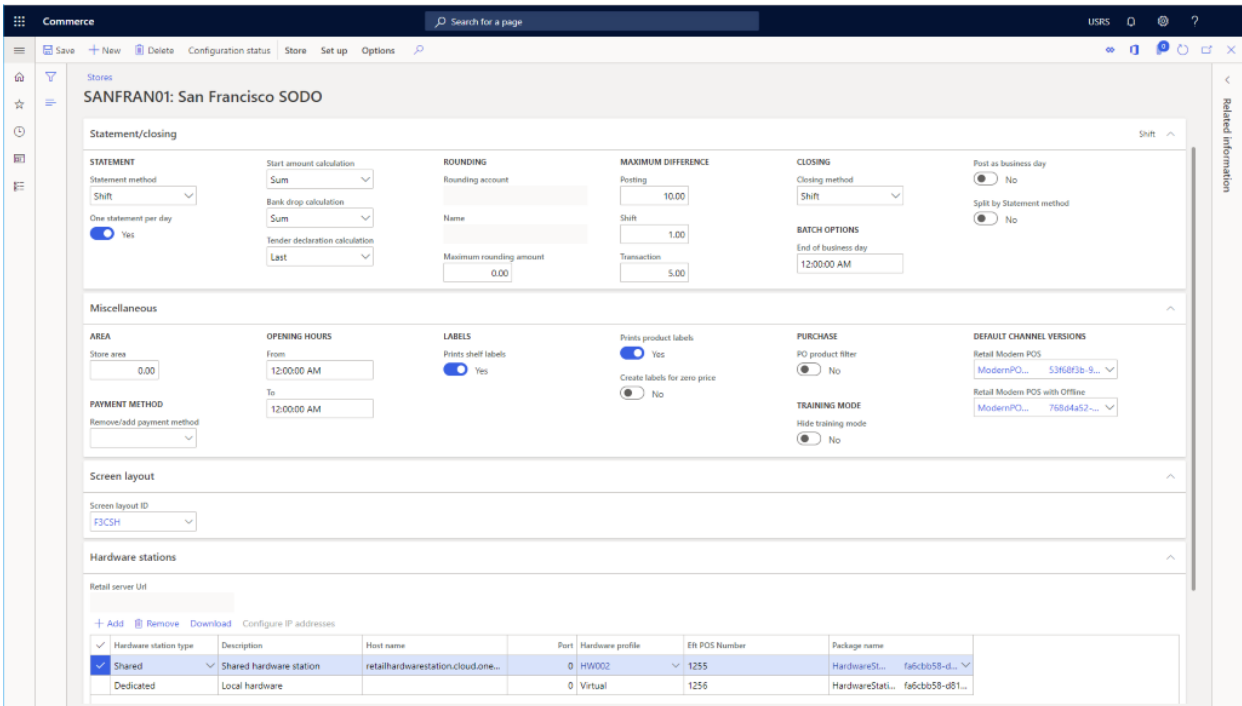 Commerce
Search for a page
USRS
?
Save New Delete Configuration status Store Set up Options
0
Stores
SANFRAN01: San Francisco SODO
Related information
Statement/closing
Shift
STATEMENT
Statement method
Shift
One statement per day
Yes
Start amount calculation
Sum
Bank drop calculation
Sum
Tender declaration calculation
Last
ROUNDING
Rounding account
Name
Maximum rounding amount
0.00
MAXIMUM DIFFERENCE
Posting
10.00
Shift
1.00
Transaction
5.00
CLOSING
Closing method
Shift
BATCH OPTIONS
End of business day
12:00:00 AM
Post as business day
No
Split by Statement method
No
Miscellaneous
AREA
Store area
0.00
PAYMENT METHOD
Remove/add payment method
OPENING HOURS
From
12:00:00 AM
To
12:00:00 AM
LABELS
Prints shelf labels
Yes
Prints product labels
Yes
Create labels for zero price
No
PURCHASE
PO product filter
No
TRAINING MODE
Hide training mode
No
DEFAULT CHANNEL VERSIONS
Retail Modern POS
ModernPO... 53f68f3b-9...
Retail Modern POS with Offline
ModernPO... 768d4a52-...
Screen layout
Screen layout ID
F3CSH
Hardware stations
Retail server Url
Add Remove Download Configure IP addresses
Hardware station type Description Host name Port Hardware profile Eft POS Number Package name
Shared Shared hardware station retailhardwarestation.cloud.one... 0 HW002 1255 HardwareSt... fa6cbb58-d...
Dedicated Local hardware 0 Virtual 1256 HardwareStati... fa6cbb58-d81...